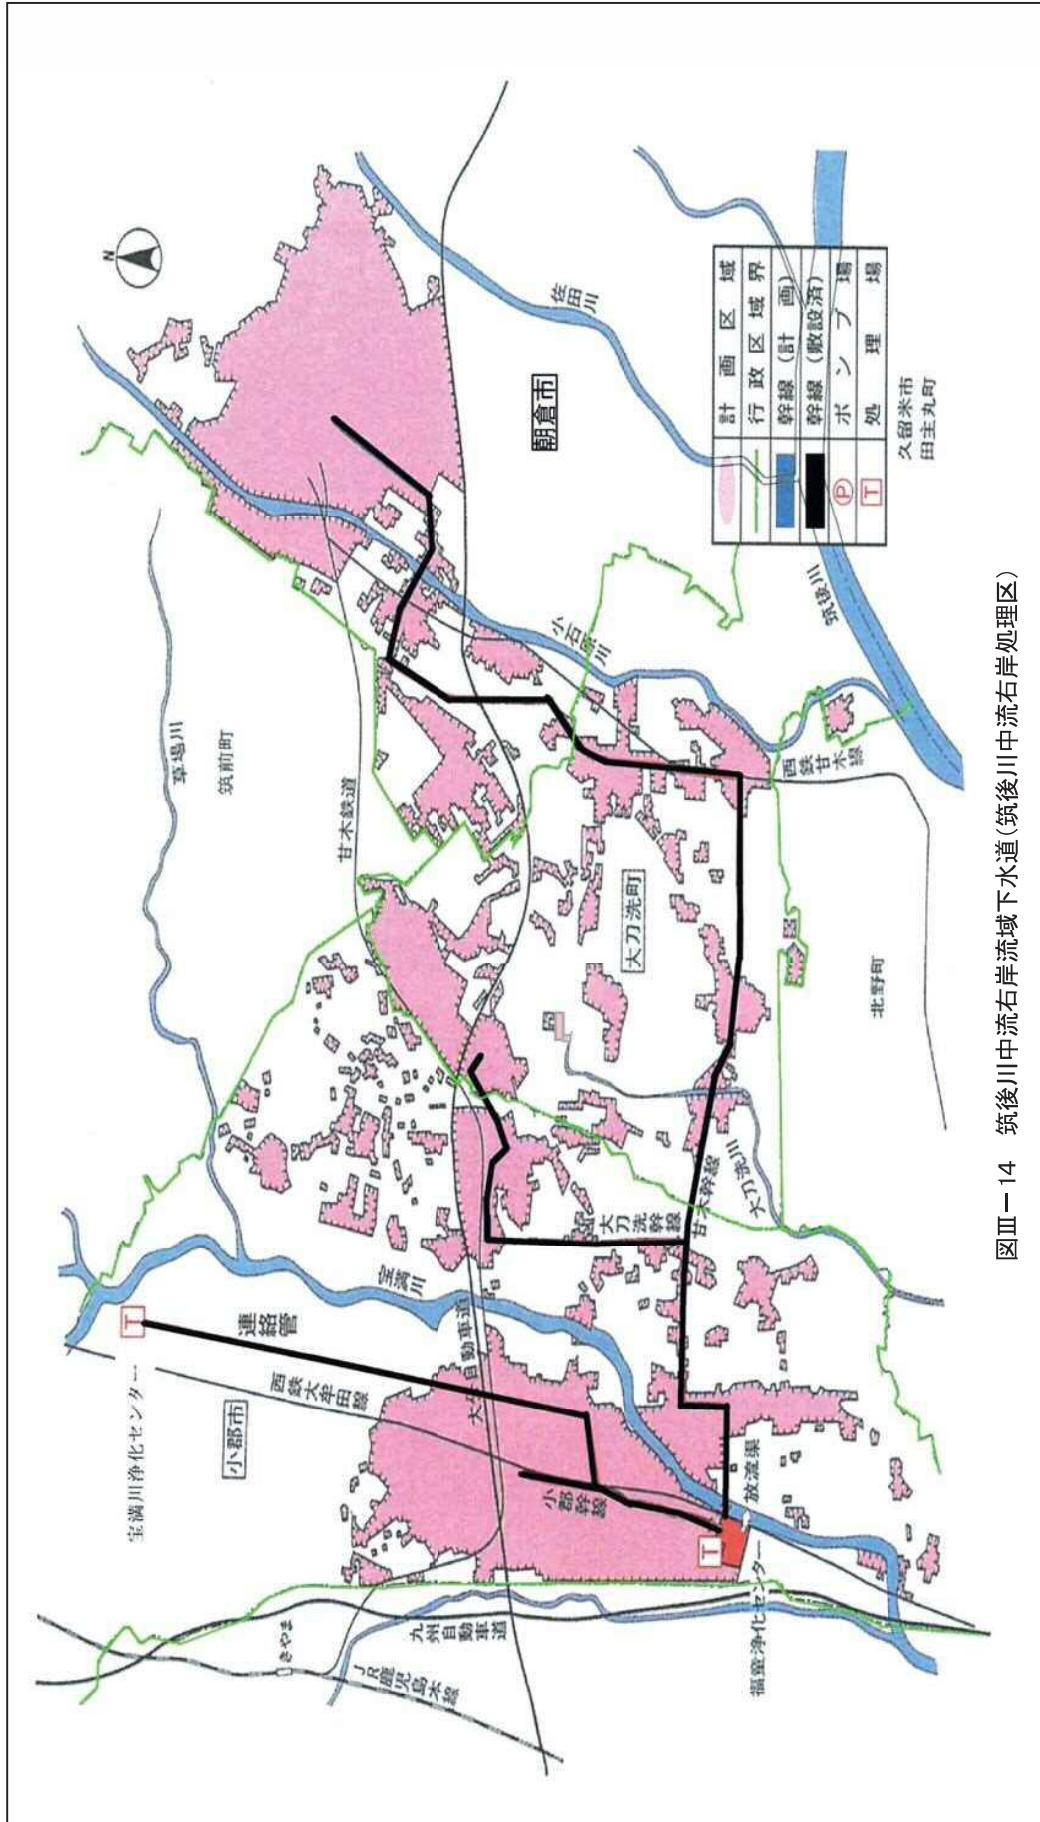 N
佐田川
朝倉市
計画区域
行政区域界
幹線(計画)
幹線(敷設済)
P ポンプ場
T 処理場
久留米市
田主丸町
筑後川
小石原川
西鉄甘木線
草場川
筑前町
甘木鉄道
大刀洗町
北野町
大刀洗幹線
甘木幹線
大刀洗川
宝満川
自動車道
大
T
連絡管
西鉄大牟田線
宝満川浄化センター
小郡市
小郡幹線
放流渠
T
福童浄化センター
きやま
九州自動車道
JR鹿児島本線
図Ⅲ－14 筑後川中流右岸流域下水道(筑後川中流右岸処理区)